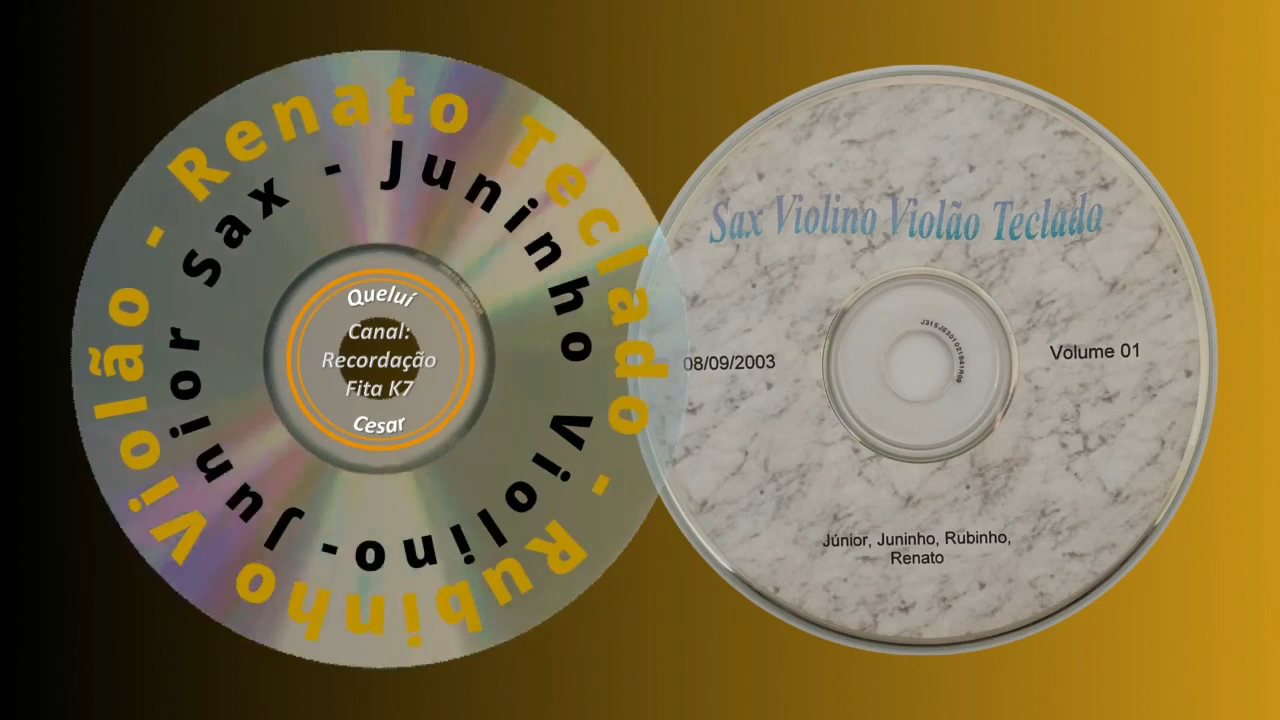 Renato Teclado - Rubinho Violão -
Junior Sax - Juninho Violino-
Queluí
Canal:
Recordação
Fita K7
Cesar
Sax Violino Violão Teclado
08/09/2003
Volume 01
Júnior, Juninho, Rubinho,
Renato